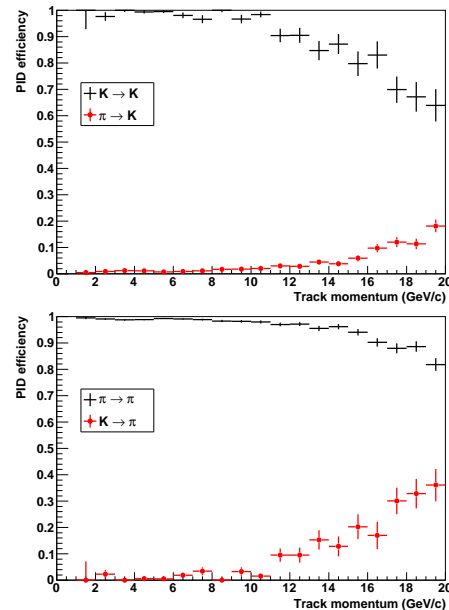 PID efficiency
1
0.9
0.8
0.7
0.6
0.5
0.4
0.3
0.2
0.1
0
K → K
π → K
0 2 4 6 8 10 12 14 16 18 20
Track momentum (GeV/c)
PID efficiency
1
0.9
0.8
0.7
0.6
0.5
0.4
0.3
0.2
0.1
0
π → π
K → π
0 2 4 6 8 10 12 14 16 18 20
Track momentum (GeV/c)